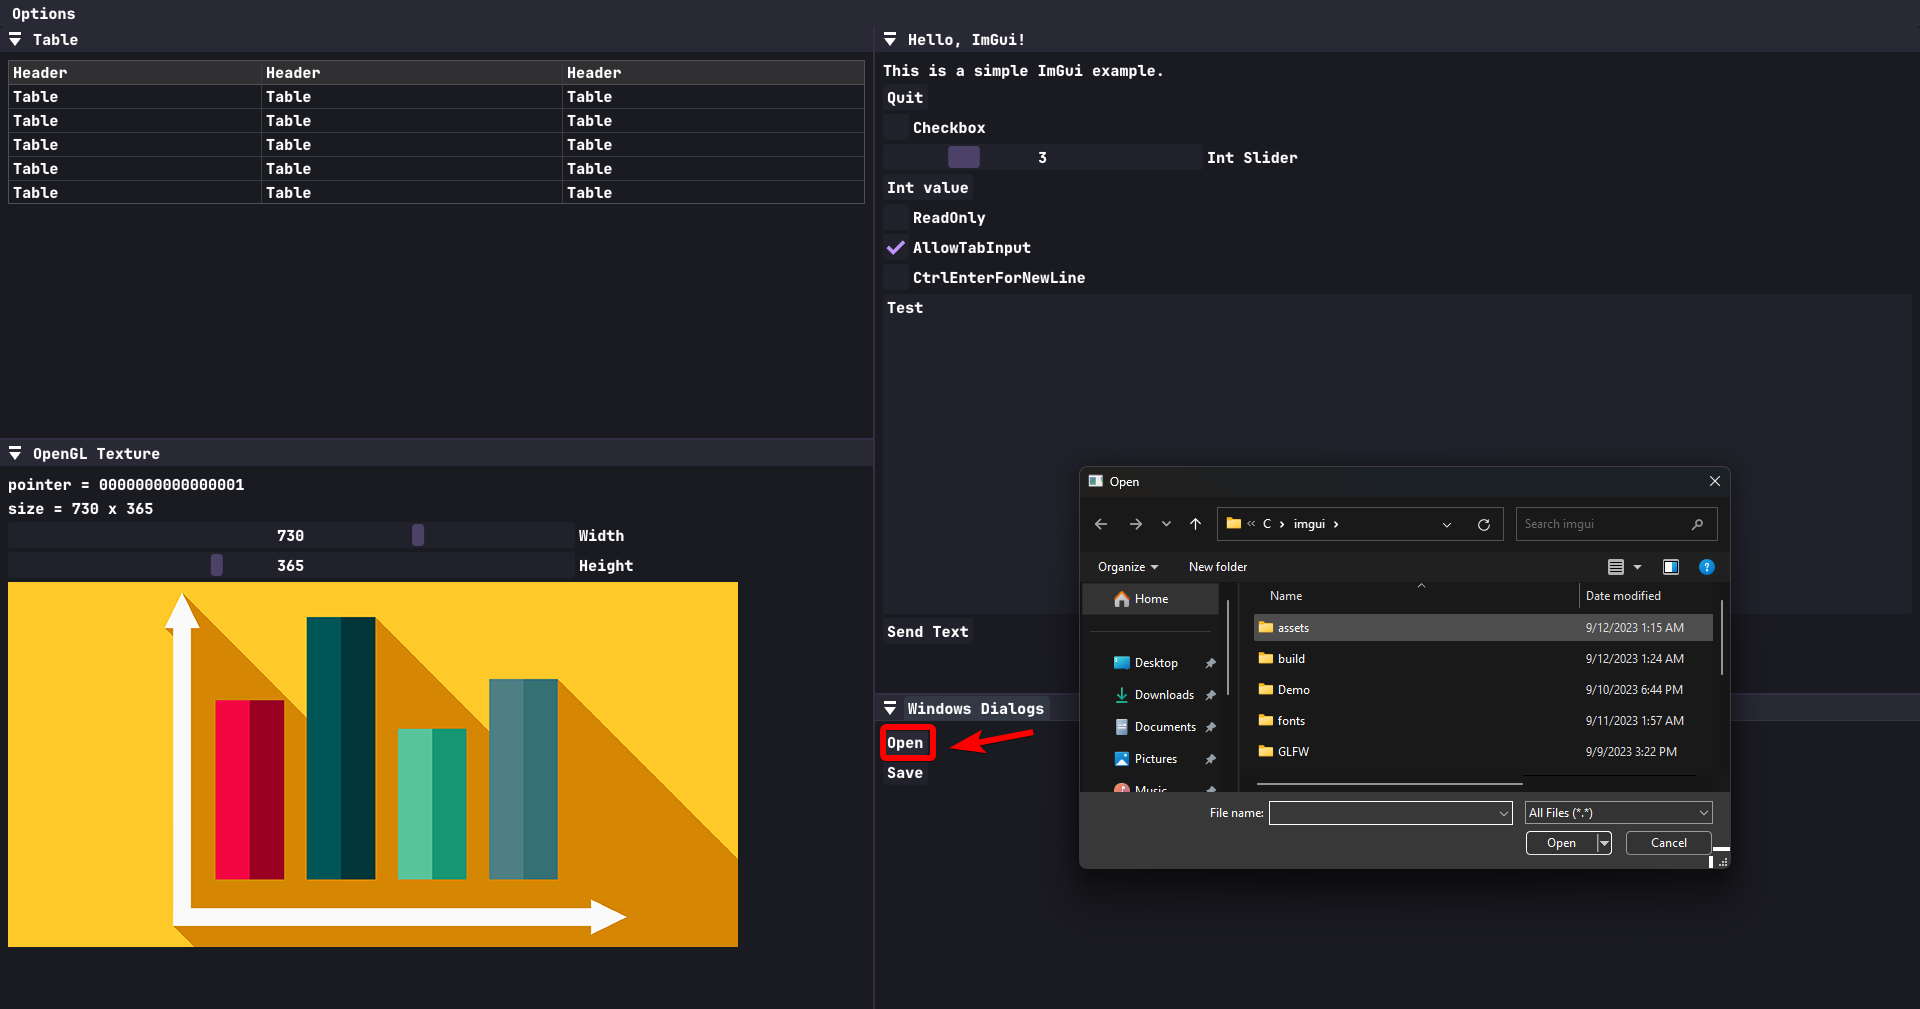 Options
Table
Header Header Header
Table Table Table
Table Table Table
Table Table Table
Table Table Table
Table Table Table
OpenGL Texture
pointer = 0000000000000001
size = 730 x 365
730 Width
365 Height
Hello, ImGui!
This is a simple ImGui example.
Quit
Checkbox
3 Int Slider
Int value
ReadOnly
AllowTabInput
CtrlEnterForNewLine
Test
Send Text
Windows Dialogs
Open
Save
Open
« C › imgui ›
Search imgui
Organize New folder
Home
Desktop
Downloads
Documents
Pictures
Music
Name Date modified
assets 9/12/2023 1:15 AM
build 9/12/2023 1:24 AM
Demo 9/10/2023 6:44 PM
fonts 9/11/2023 1:57 AM
GLFW 9/9/2023 3:22 PM
File name: All Files (*.*)
Open Cancel